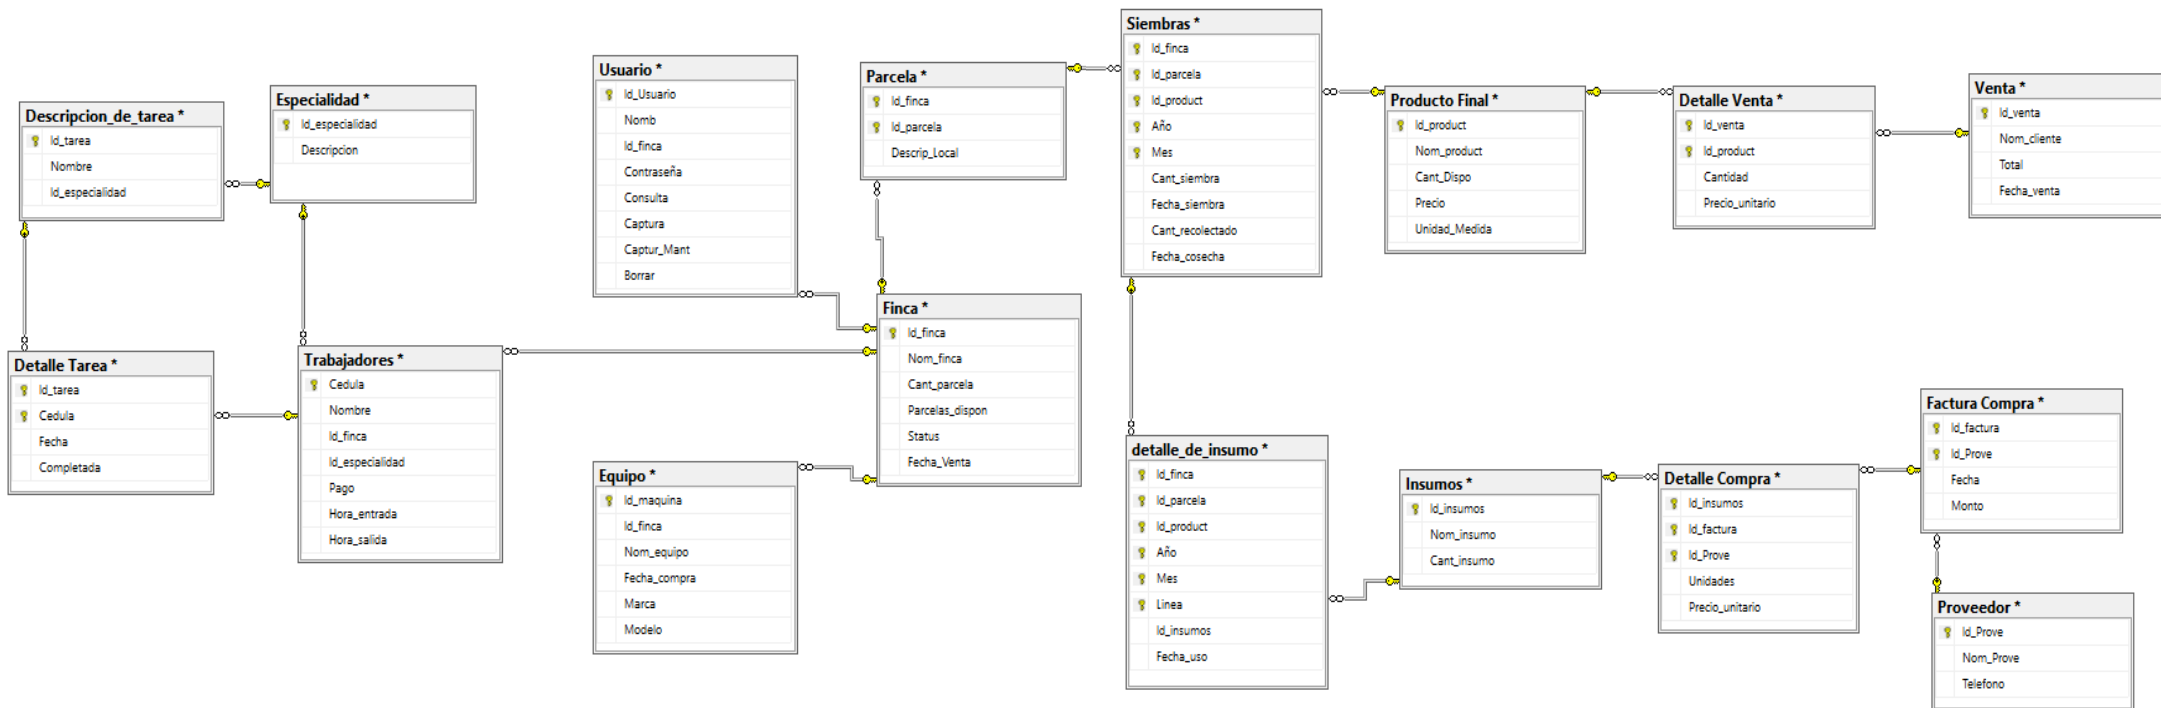 Descripcion_de_tarea *
Id_tarea
Nombre
Id_especialidad
Especialidad *
Id_especialidad
Descripcion
Usuario *
Id_Usuario
Nomb
Id_finca
Contraseña
Consulta
Captura
Captur_Mant
Borrar
Parcela *
Id_finca
Id_parcela
Descrip_Local
Siembras *
Id_finca
Id_parcela
Id_product
Año
Mes
Cant_siembra
Fecha_siembra
Cant_recolectado
Fecha_cosecha
Producto Final *
Id_product
Nom_product
Cant_Dispo
Precio
Unidad_Medida
Detalle Venta *
Id_venta
Id_product
Cantidad
Precio_unitario
Venta *
Id_venta
Nom_cliente
Total
Fecha_venta
Detalle Tarea *
Id_tarea
Cedula
Fecha
Completada
Trabajadores *
Cedula
Nombre
Id_finca
Id_especialidad
Pago
Hora_entrada
Hora_salida
Finca *
Id_finca
Nom_finca
Cant_parcela
Parcelas_dispon
Status
Fecha_Venta
Equipo *
Id_maquina
Id_finca
Nom_equipo
Fecha_compra
Marca
Modelo
detalle_de_insumo *
Id_finca
Id_parcela
Id_product
Año
Mes
Linea
Id_insumos
Fecha_uso
Insumos *
Id_insumos
Nom_insumo
Cant_insumo
Detalle Compra *
Id_insumos
Id_factura
Id_Prove
Unidades
Precio_unitario
Factura Compra *
Id_factura
Id_Prove
Fecha
Monto
Proveedor *
Id_Prove
Nom_Prove
Telefono